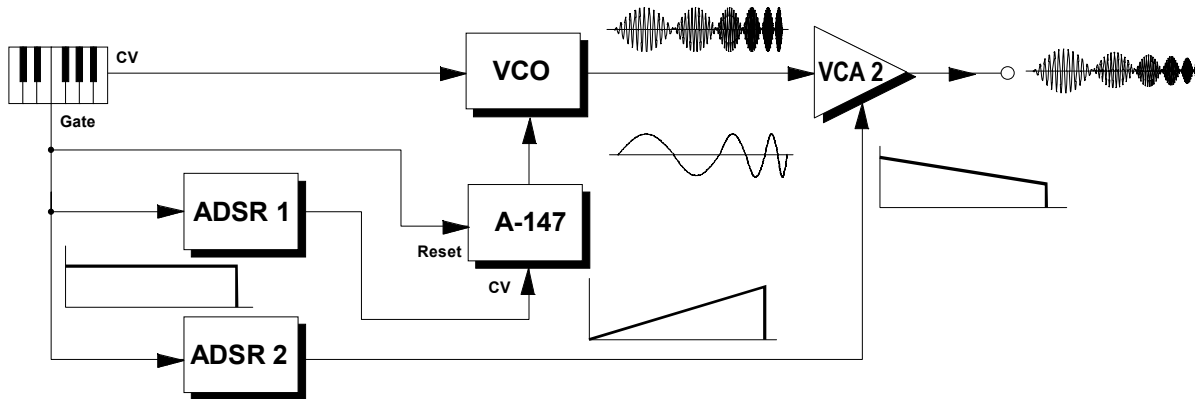 CV
VCO
VCA 2
Gate
ADSR 1
A-147
Reset
CV
ADSR 2